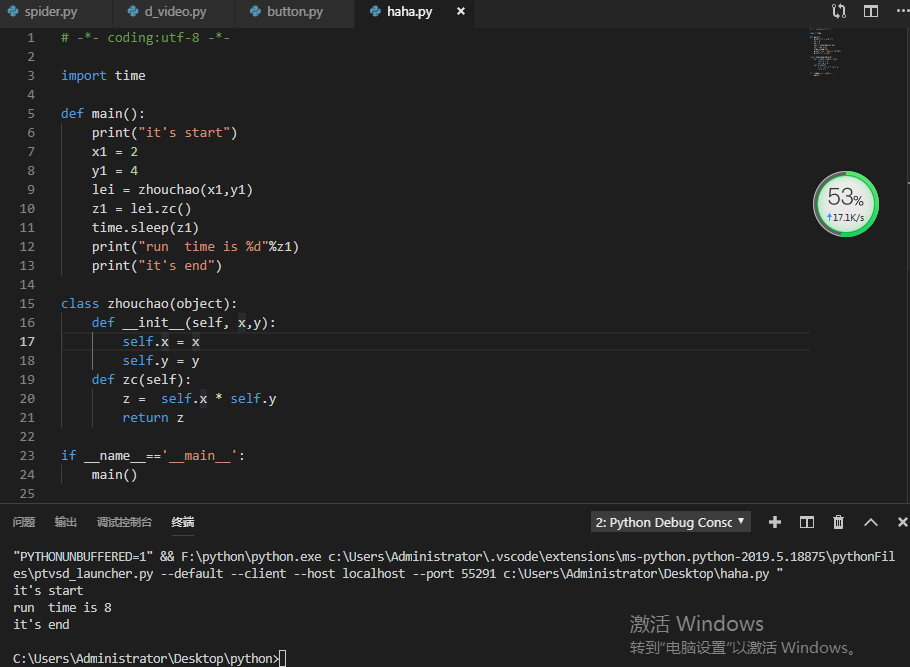 spider.py d_video.py button.py haha.py ×
1 # -*- coding:utf-8 -*-
2
3 import time
4
5 def main():
6 print("it's start")
7 x1 = 2
8 y1 = 4
9 lei = zhouchao(x1,y1)
10 z1 = lei.zc()
11 time.sleep(z1)
12 print("run  time is %d"%z1)
13 print("it's end")
14
15 class zhouchao(object):
16 def __init__(self, x,y):
17 self.x = x
18 self.y = y
19 def zc(self):
20 z =  self.x * self.y
21 return z
22
23 if __name__=='__main__':
24 main()
25
53%
17.1K/s
问题 输出 调试控制台 终端 2: Python Debug Consc
"PYTHONUNBUFFERED=1" && F:\python\python.exe c:\Users\Administrator\.vscode\extensions\ms-python.python-2019.5.18875\pythonFil
es\ptvsd_launcher.py --default --client --host localhost --port 55291 c:\Users\Administrator\Desktop\haha.py "
it's start
run  time is 8
it's end
C:\Users\Administrator\Desktop\python>
激活 Windows
转到"电脑设置"以激活 Windows。